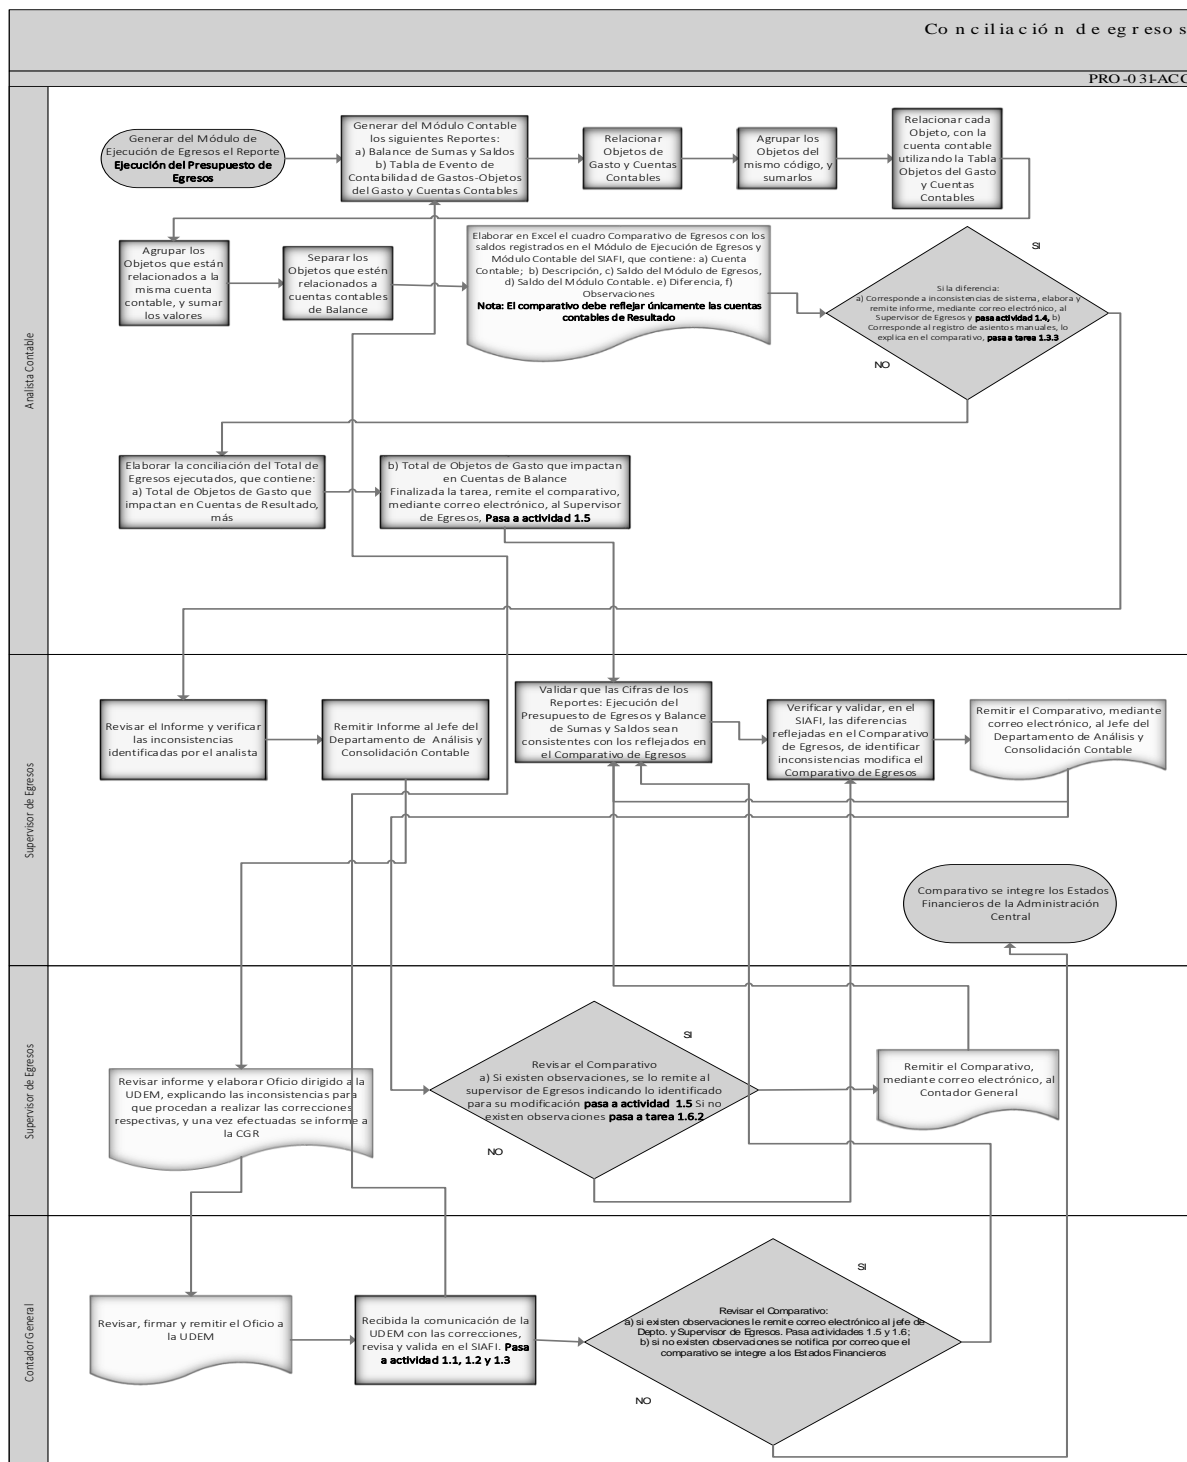 Conciliación de egresos
PRO-031-ACC
Analista Contable
Generar del Módulo de
Ejecución de Egresos el Reporte
Ejecución del Presupuesto de
Egresos
Generar del Módulo Contable
los siguientes Reportes:
a) Balance de Sumas y Saldos
b) Tabla de Evento de
Contabilidad de Gastos-Objetos
del Gasto y Cuentas Contables
Relacionar
Objetos de
Gasto y Cuentas
Contables
Agrupar los
Objetos del
mismo código, y
sumarlos
Relacionar cada
Objeto, con la
cuenta contable
utilizando la Tabla
Objetos del Gasto
y Cuentas
Contables
Agrupar los
Objetos que están
relacionados a la
misma cuenta
contable, y sumar
los valores
Separar los
Objetos que estén
relacionados a
cuentas contables
de Balance
Elaborar en Excel el cuadro Comparativo de Egresos con los
saldos registrados en el Módulo de Ejecución de Egresos y
Módulo Contable del SIAFI, que contiene: a) Cuenta
Contable; b) Descripción, c) Saldo del Módulo de Egresos,
d) Saldo del Módulo Contable. e) Diferencia, f)
Observaciones
Nota: El comparativo debe reflejar únicamente las cuentas
contables de Resultado
SI
Si la diferencia:
a) Corresponde a inconsistencias de sistema, elabora y
remite informe, mediante correo electrónico, al
Supervisor de Egresos y pasa actividad 1.4, b)
Corresponde al registro de asientos manuales, lo
explica en el comparativo, pasa a tarea 1.3.3
NO
Elaborar la conciliación del Total de
Egresos ejecutados, que contiene:
a) Total de Objetos de Gasto que
impactan en Cuentas de Resultado,
más
b) Total de Objetos de Gasto que impactan
en Cuentas de Balance
Finalizada la tarea, remite el comparativo,
mediante correo electrónico, al Supervisor
de Egresos, Pasa a actividad 1.5
Supervisor de Egresos
Revisar el Informe y verificar
las inconsistencias
identificadas por el analista
Remitir Informe al Jefe del
Departamento de Análisis y
Consolidación Contable
Validar que las Cifras de los
Reportes: Ejecución del
Presupuesto de Egresos y Balance
de Sumas y Saldos sean
consistentes con los reflejados en
el Comparativo de Egresos
Verificar y validar, en el
SIAFI, las diferencias
reflejadas en el Comparativo
de Egresos, de identificar
inconsistencias modifica el
Comparativo de Egresos
Remitir el Comparativo, mediante
correo electrónico, al Jefe del
Departamento de Análisis y
Consolidación Contable
Comparativo se integre los Estados
Financieros de la Administración
Central
Supervisor de Egresos
Revisar informe y elaborar Oficio dirigido a la
UDEM, explicando las inconsistencias para
que procedan a realizar las correcciones
respectivas, y una vez efectuadas se informe a
la CGR
SI
Revisar el Comparativo
a) Si existen observaciones, se lo remite al
supervisor de Egresos indicando lo identificado
para su modificación pasa a actividad 1.5 Si no
existen observaciones pasa a tarea 1.6.2
NO
Remitir el Comparativo,
mediante correo electrónico, al
Contador General
Contador General
Revisar, firmar y remitir el Oficio a
la UDEM
Recibida la comunicación de la
UDEM con las correcciones,
revisa y valida en el SIAFI. Pasa
a actividad 1.1, 1.2 y 1.3
SI
Revisar el Comparativo:
a) si existen observaciones le remite correo electrónico al jefe de
Depto. y Supervisor de Egresos. Pasa actividades 1.5 y 1.6;
b) si no existen observaciones se notifica por correo que el
comparativo se integre a los Estados Financieros
NO